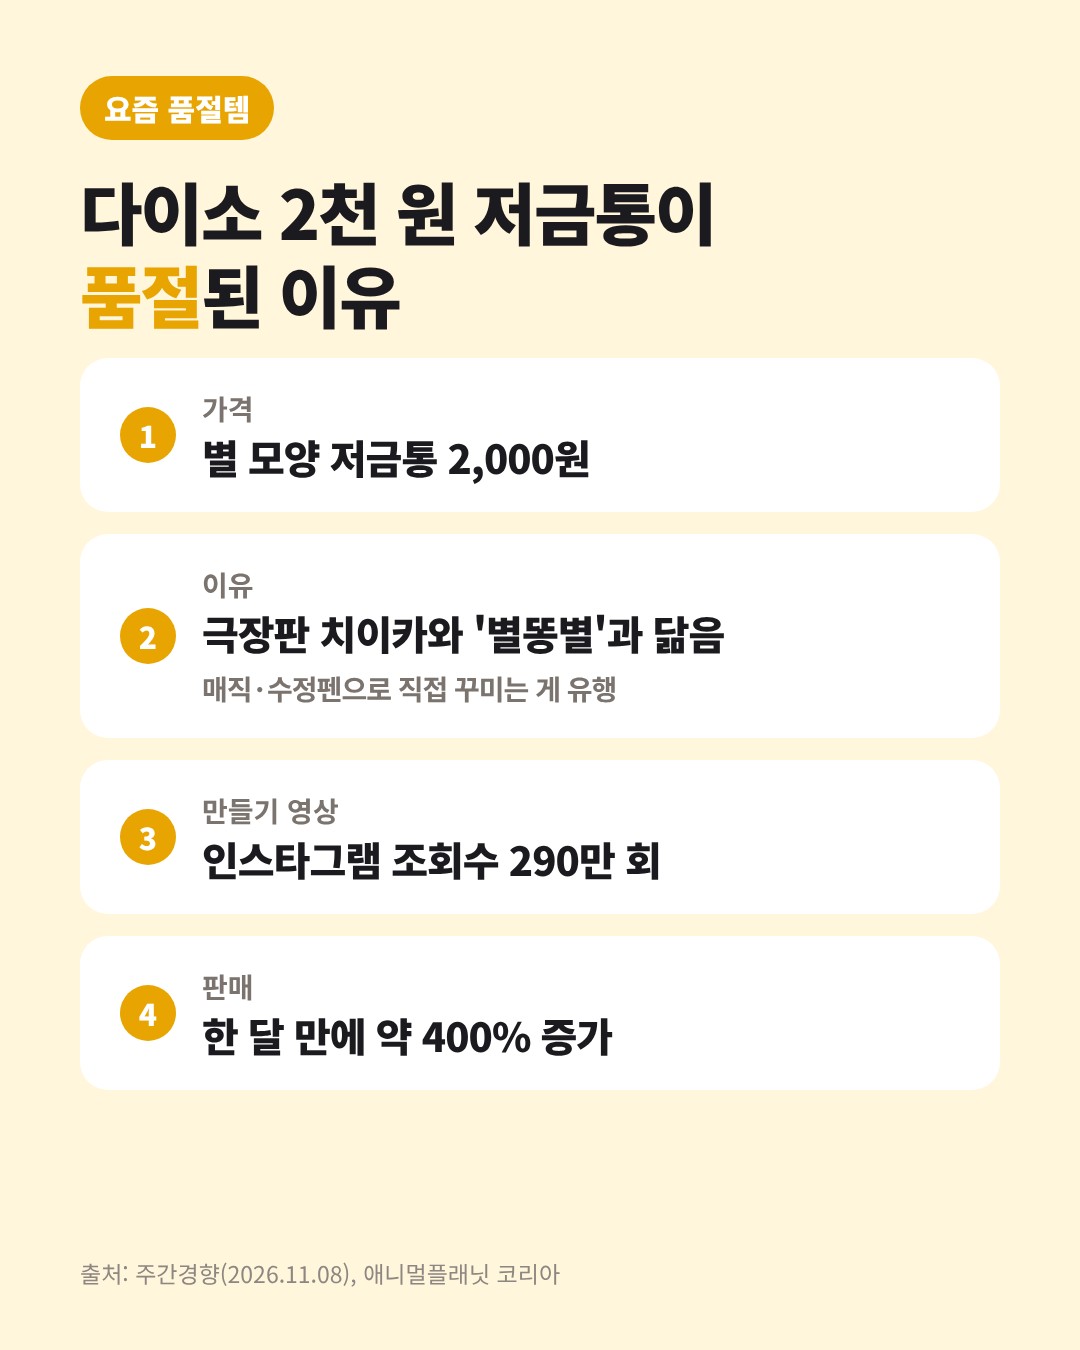 요즘 품절템
다이소 2천 원 저금통이
품절된 이유
1
가격
별 모양 저금통 2,000원
2
이유
극장판 치이카와 '별똥별'과 닮음
매직·수정펜으로 직접 꾸미는 게 유행
3
만들기 영상
인스타그램 조회수 290만 회
4
판매
한 달 만에 약 400% 증가
출처: 주간경향(2026.11.08), 애니멀플래닛 코리아